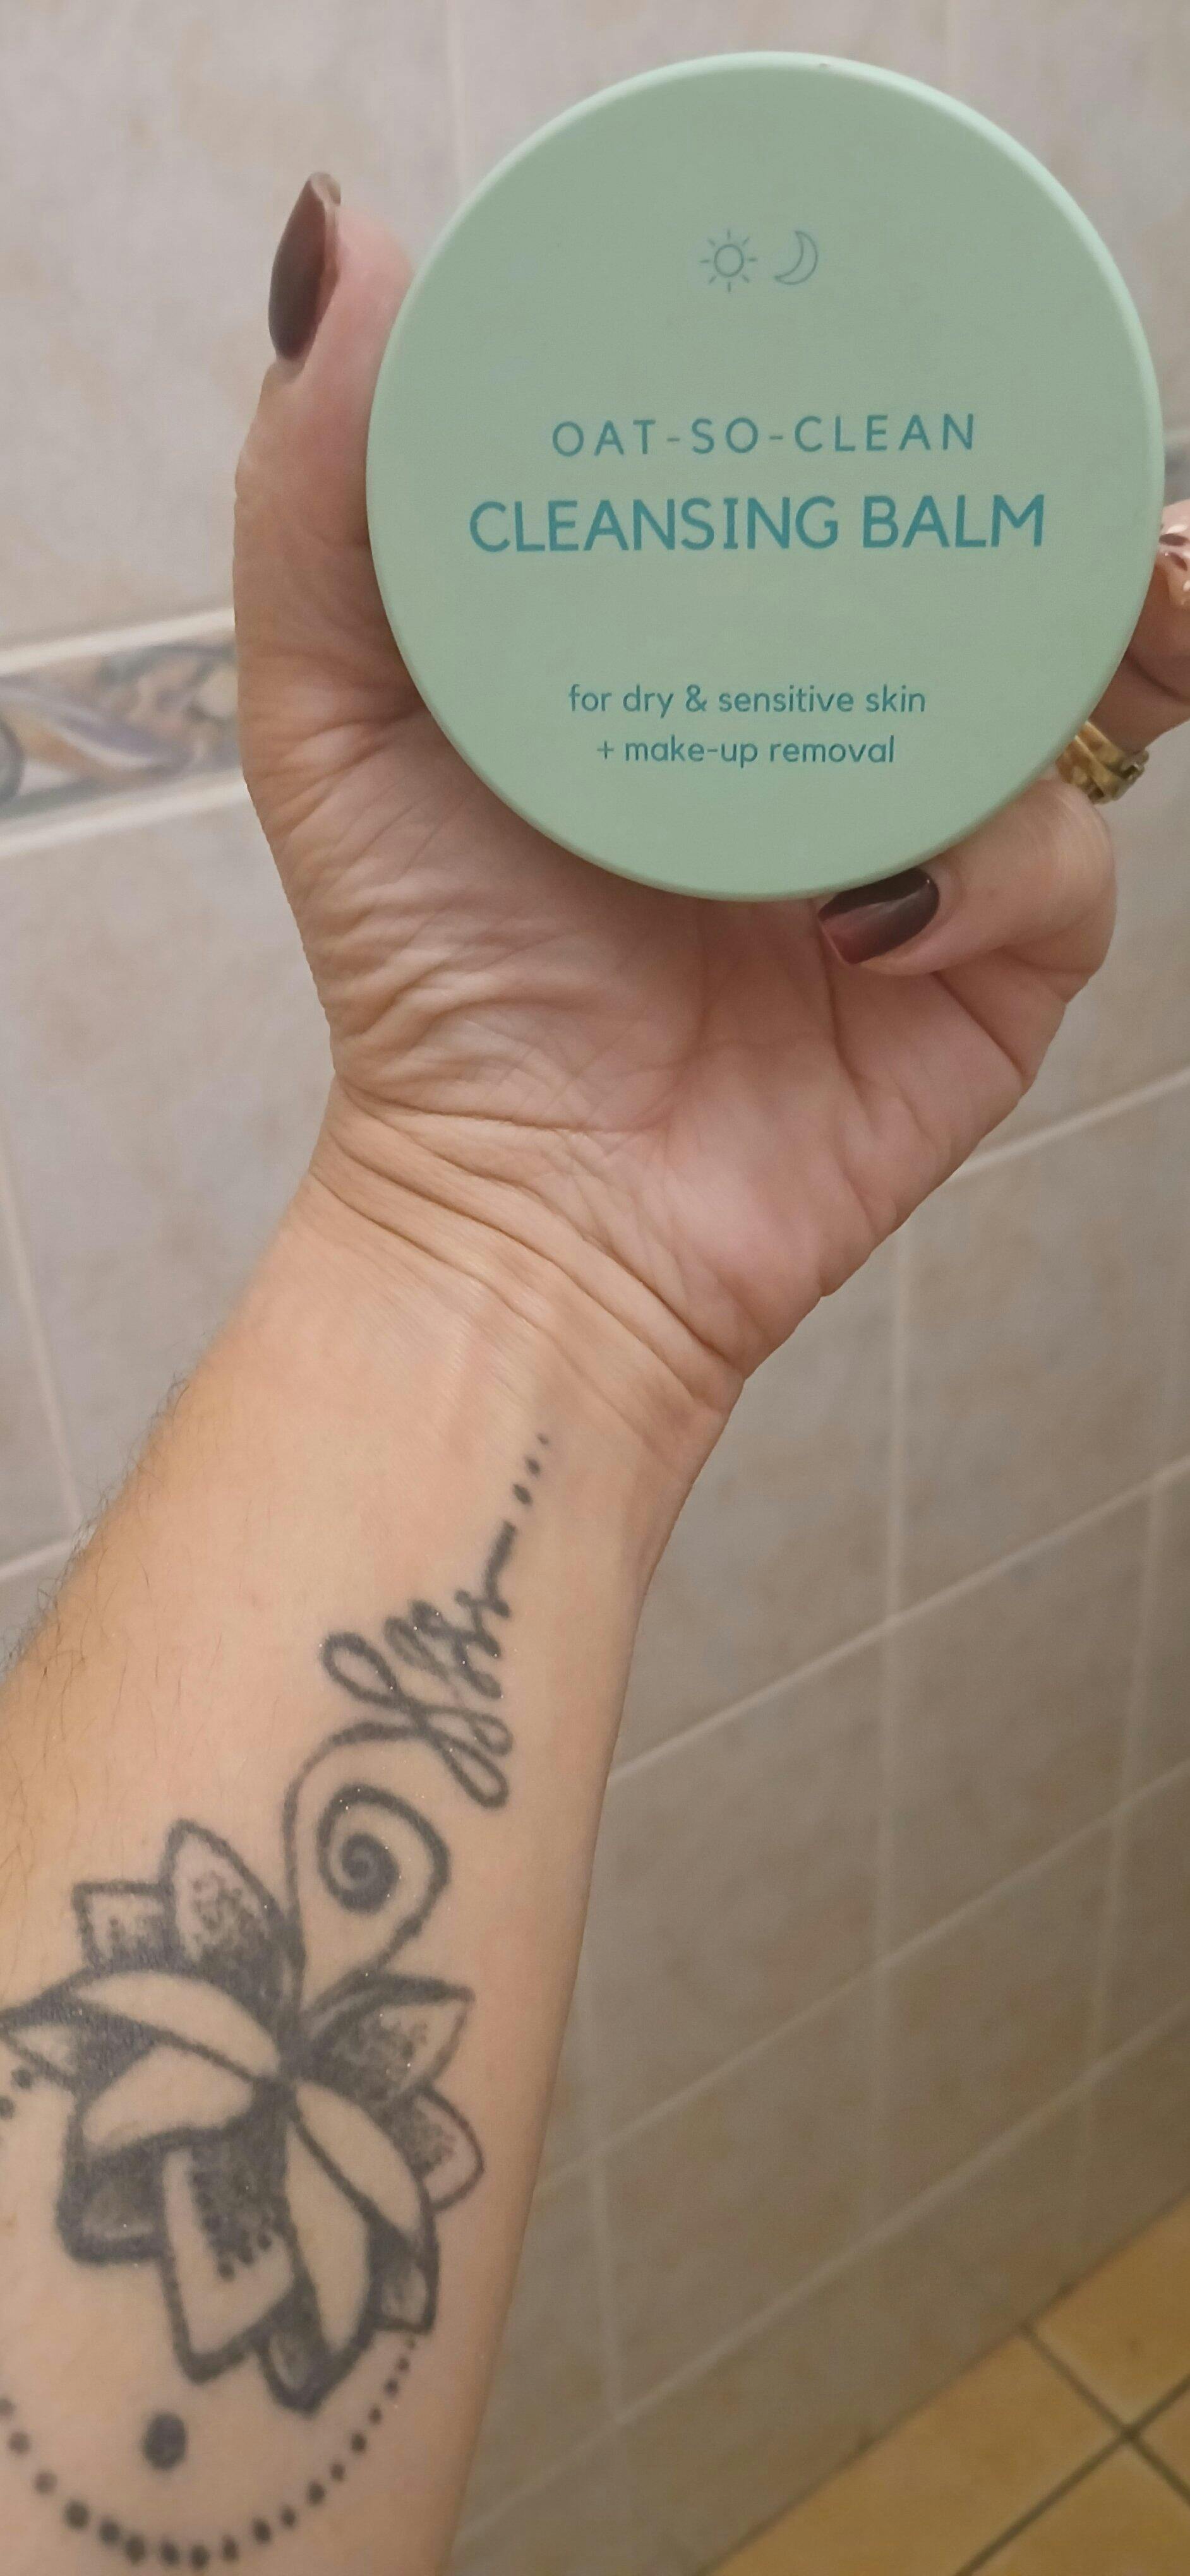 OAT-SO-CLEAN
CLEANSING BALM
for dry & sensitive skin
+ make-up removal